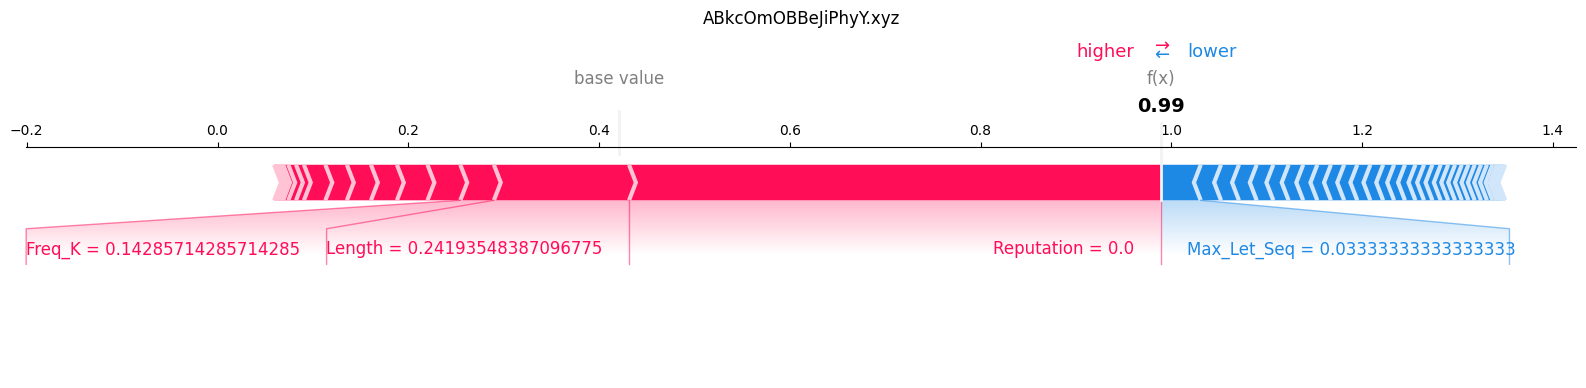 ABkcOmOBBeJiPhyY.xyz
higher ⇄ lower
base value
f(x)
0.99
−0.2 0.0 0.2 0.4 0.6 0.8 1.0 1.2 1.4
Freq_K = 0.14285714285714285 Length = 0.24193548387096775 Reputation = 0.0 Max_Let_Seq = 0.03333333333333333